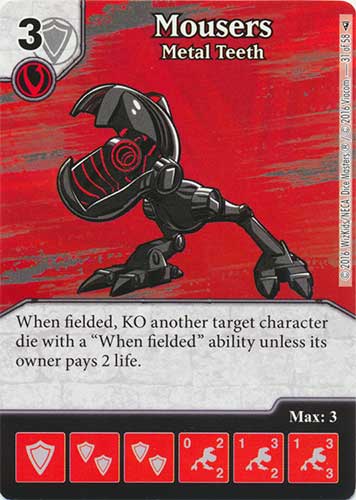 3
Mousers
Metal Teeth
31 of 58
© 2016 WizKids/NECA Dice Masters ® / © 2016 Viacom
When fielded, KO another target character
die with a “When fielded” ability unless its
owner pays 2 life.
Max: 3
0 2 2
1 3 2
1 3 3